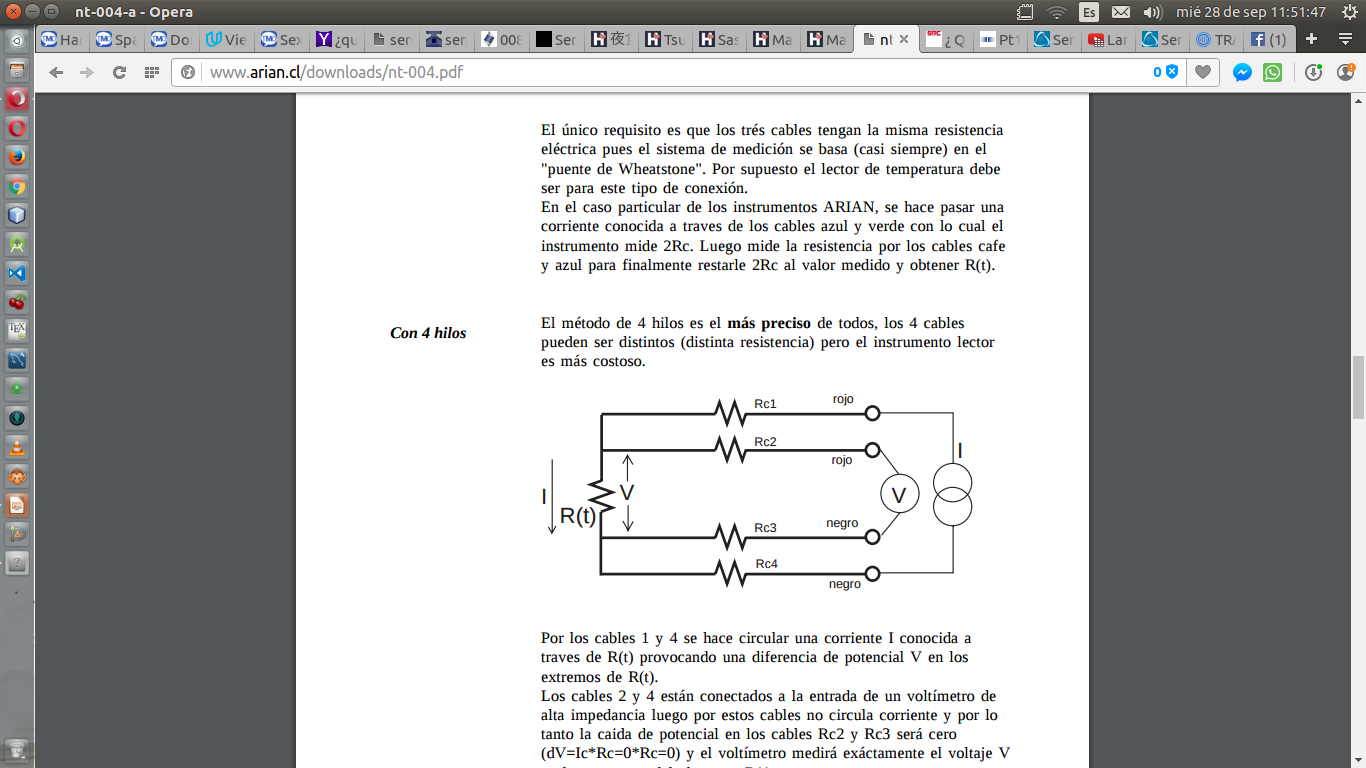 nt-004-a - Opera
Es
mié 28 de sep 11:51:47
Har
Spa
Do
Vie
Sex
¿qu
ser
ser
008
Ser
夜
Tsu
Sas
Ma
Ma
nt
¿ Q
Pt1
Ser
Lar
Ser
TRA
(1)
www.arian.cl/downloads/nt-004.pdf
0
El único requisito es que los trés cables tengan la misma resistencia
eléctrica pues el sistema de medición se basa (casi siempre) en el
"puente de Wheatstone". Por supuesto el lector de temperatura debe
ser para este tipo de conexión.
En el caso particular de los instrumentos ARIAN, se hace pasar una
corriente conocida a traves de los cables azul y verde con lo cual el
instrumento mide 2Rc. Luego mide la resistencia por los cables cafe
y azul para finalmente restarle 2Rc al valor medido y obtener R(t).
Con 4 hilos
El método de 4 hilos es el más preciso de todos, los 4 cables
pueden ser distintos (distinta resistencia) pero el instrumento lector
es más costoso.
Rc1
rojo
Rc2
rojo
I
I
V
V
R(t)
Rc3
negro
Rc4
negro
Por los cables 1 y 4 se hace circular una corriente I conocida a
traves de R(t) provocando una diferencia de potencial V en los
extremos de R(t).
Los cables 2 y 4 están conectados a la entrada de un voltímetro de
alta impedancia luego por estos cables no circula corriente y por lo
tanto la caida de potencial en los cables Rc2 y Rc3 será cero
(dV=Ic*Rc=0*Rc=0) y el voltímetro medirá exáctamente el voltaje V